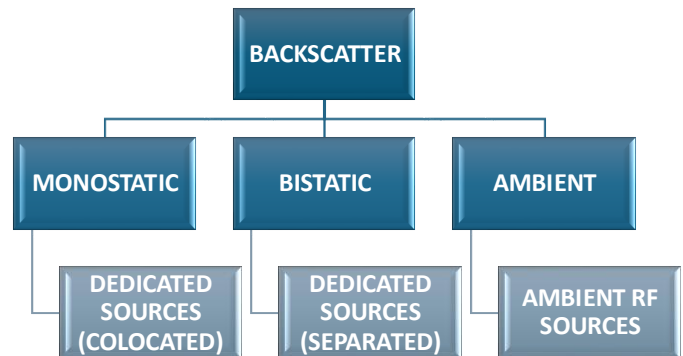 BACKSCATTER
MONOSTATIC
BISTATIC
AMBIENT
DEDICATED
SOURCES
(COLOCATED)
DEDICATED
SOURCES
(SEPARATED)
AMBIENT RF
SOURCES